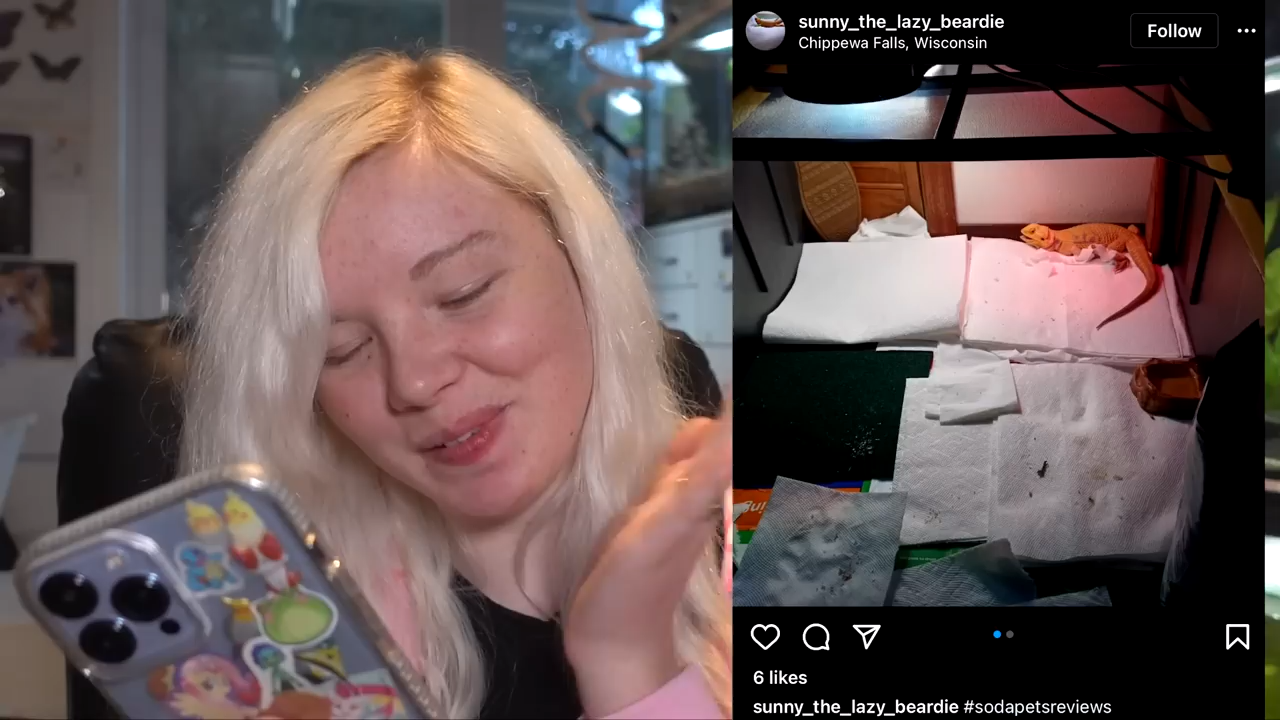 sunny_the_lazy_beardie
Chippewa Falls, Wisconsin
Follow
6 likes
sunny_the_lazy_beardie #sodapetsreviews